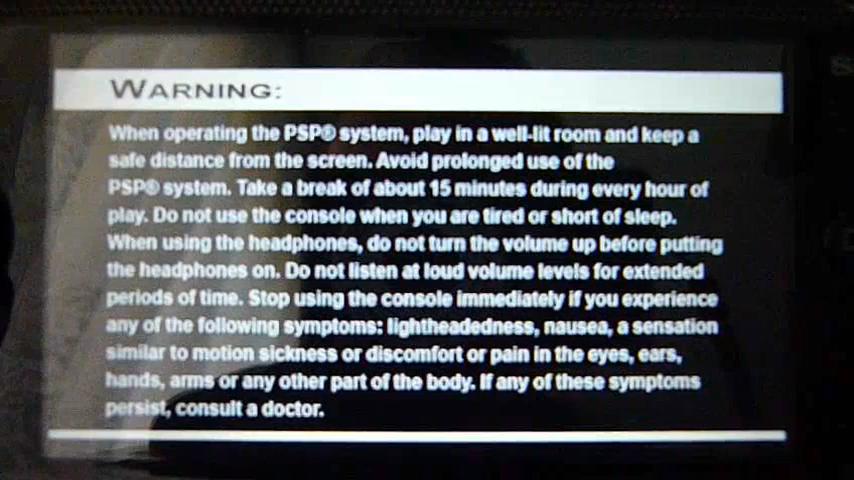 WARNING:
When operating the PSP® system, play in a well-lit room and keep a
safe distance from the screen. Avoid prolonged use of the
PSP® system. Take a break of about 15 minutes during every hour of
play. Do not use the console when you are tired or short of sleep.
When using the headphones, do not turn the volume up before putting
the headphones on. Do not listen at loud volume levels for extended
periods of time. Stop using the console immediately if you experience
any of the following symptoms: lightheadedness, nausea, a sensation
similar to motion sickness or discomfort or pain in the eyes, ears,
hands, arms or any other part of the body. If any of these symptoms
persist, consult a doctor.